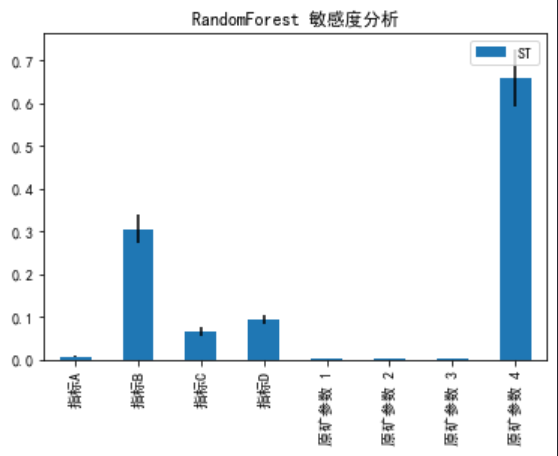 RandomForest 敏感度分析
ST
0.7
0.6
0.5
0.4
0.3
0.2
0.1
0.0
指标A
指标B
指标C
指标D
原矿参数 1
原矿参数 2
原矿参数 3
原矿参数 4